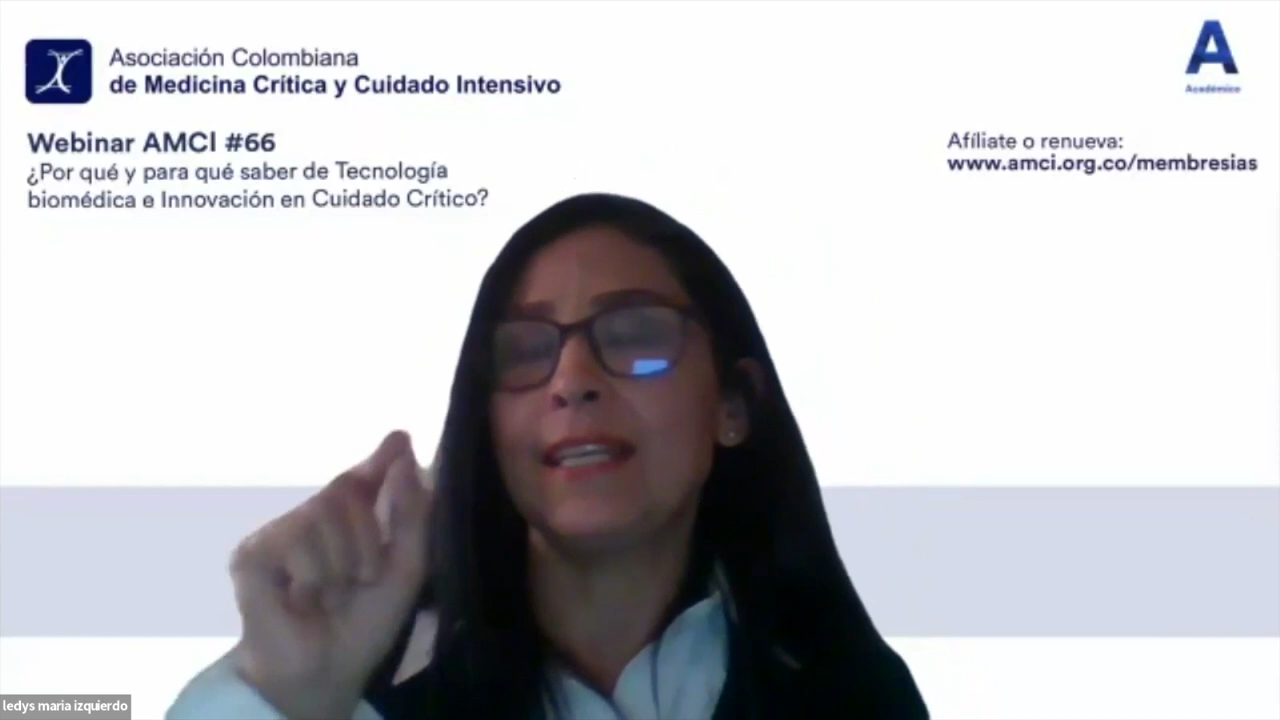 Asociación Colombiana
de Medicina Crítica y Cuidado Intensivo
A
Académico
Webinar AMCI #66
¿Por qué y para qué saber de Tecnología
biomédica e Innovación en Cuidado Crítico?
Afíliate o renueva:
www.amci.org.co/membresias
ledys maria izquierdo